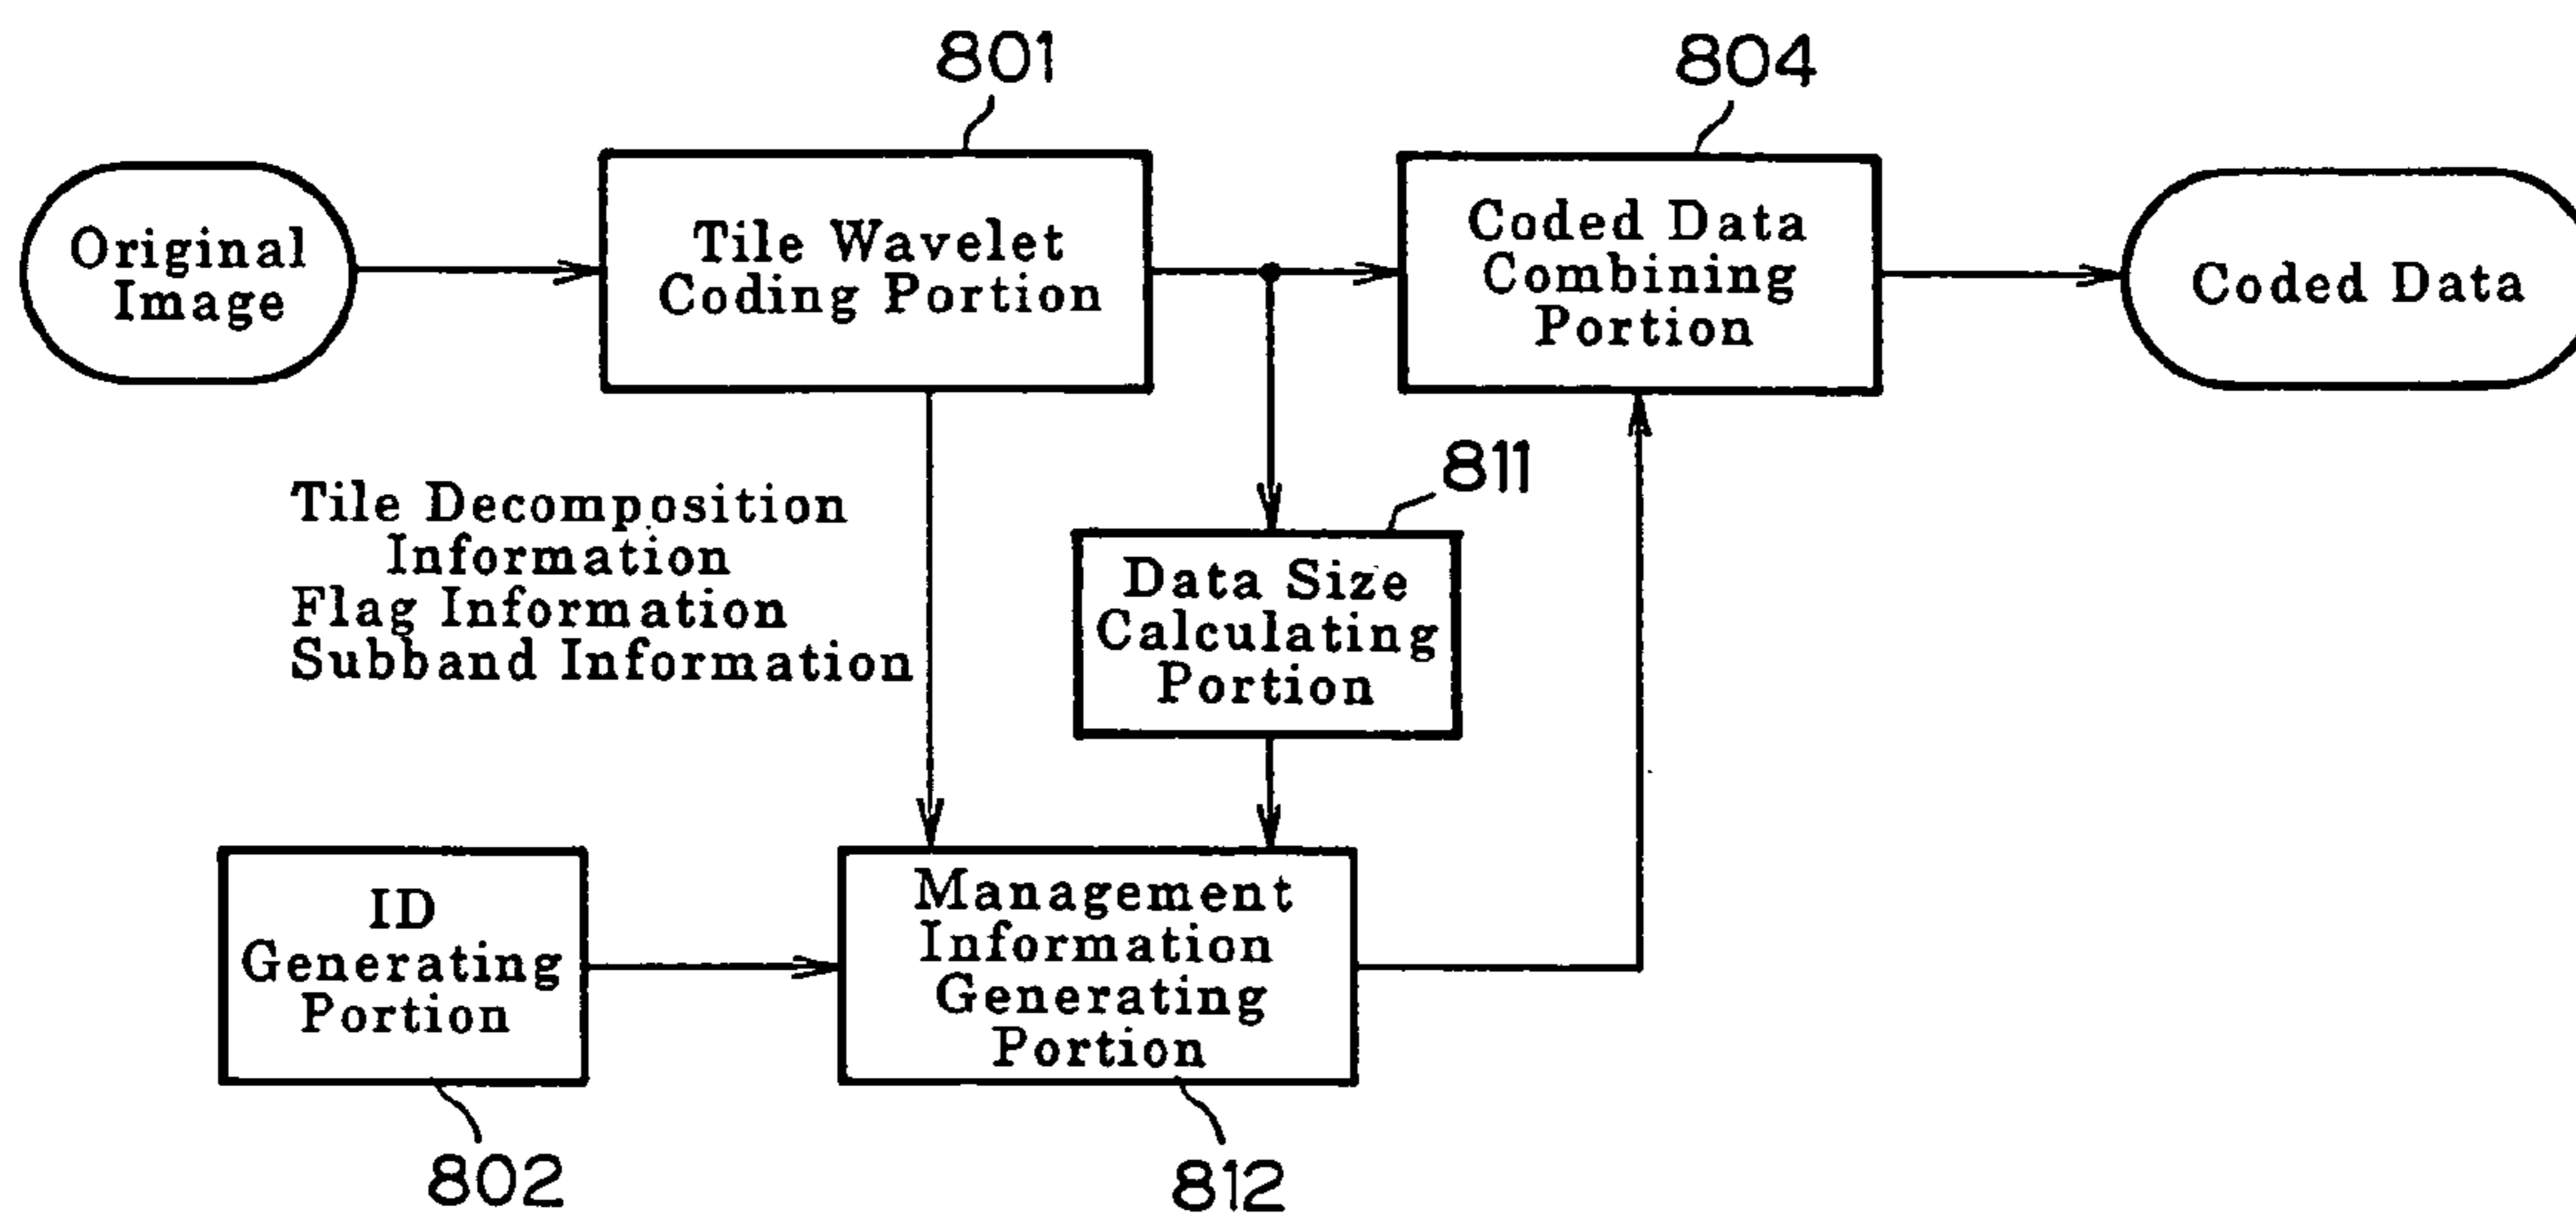 801
804
Original
Image
Tile Wavelet
Coding Portion
Coded Data
Combining
Portion
Coded Data
Tile Decomposition
Information
Flag Information
Subband Information
811
Data Size
Calculating
Portion
ID
Generating
Portion
Management
Information
Generating
Portion
802
812